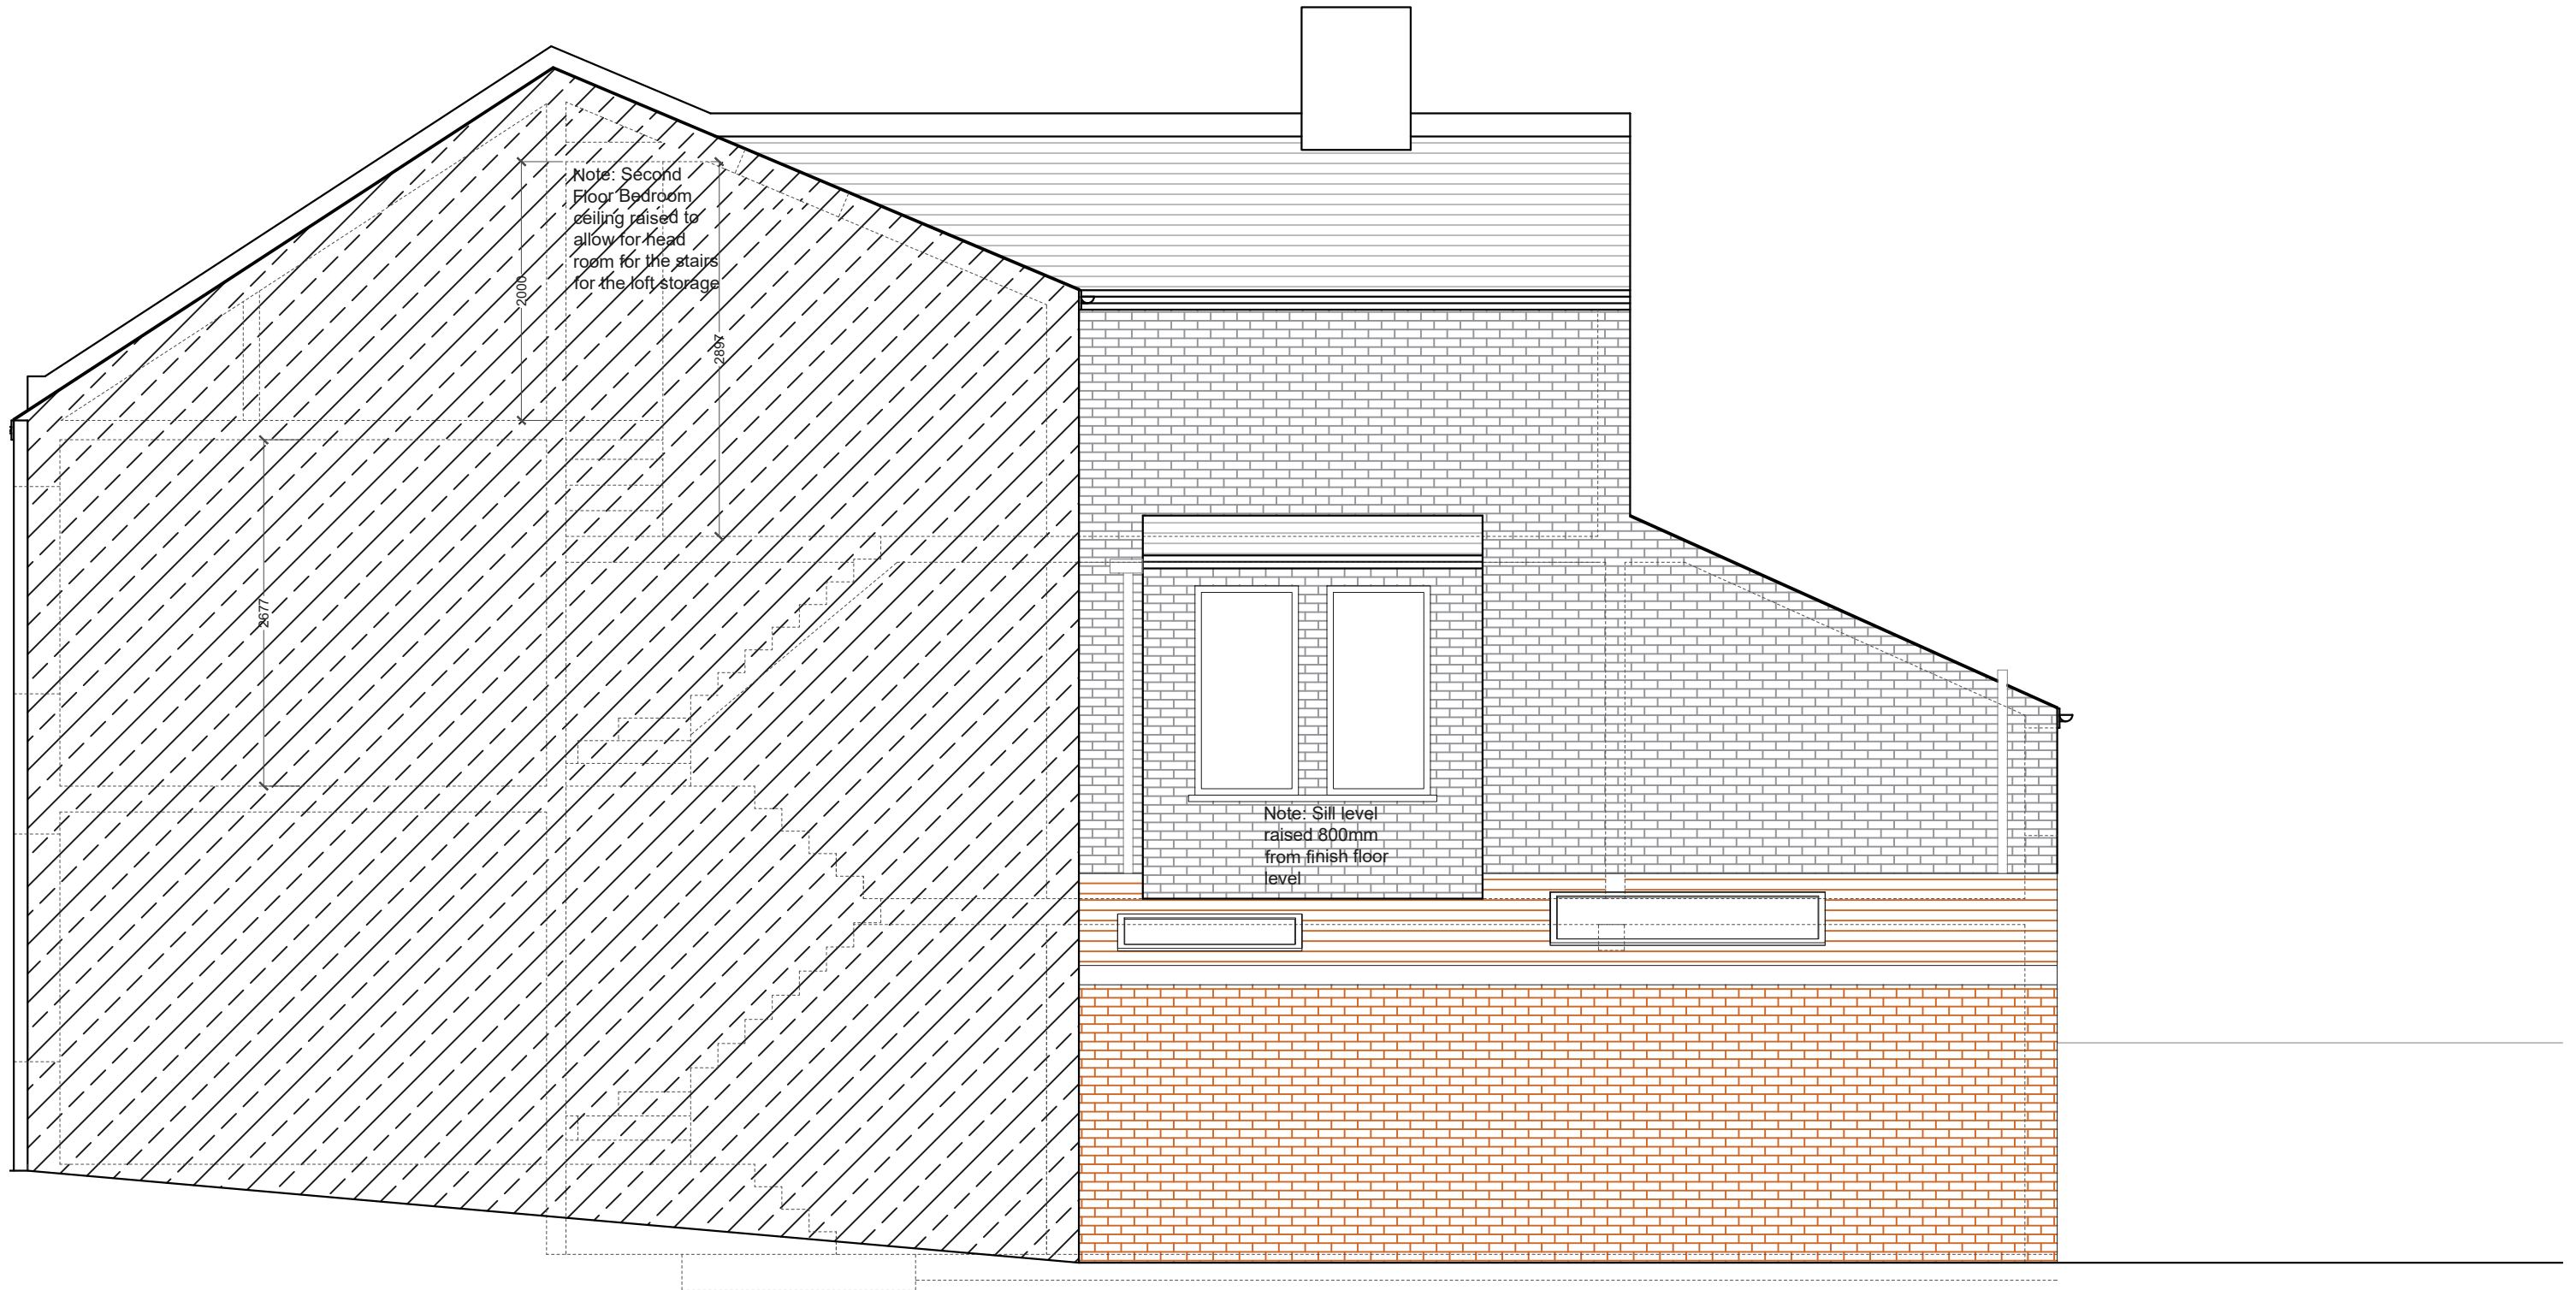 Note: Second
Floor Bedroom
ceiling raised to
allow for head
room for the stairs
for the loft storage
2000
2897
2677
Note: Sill level
raised 800mm
from finish floor
level